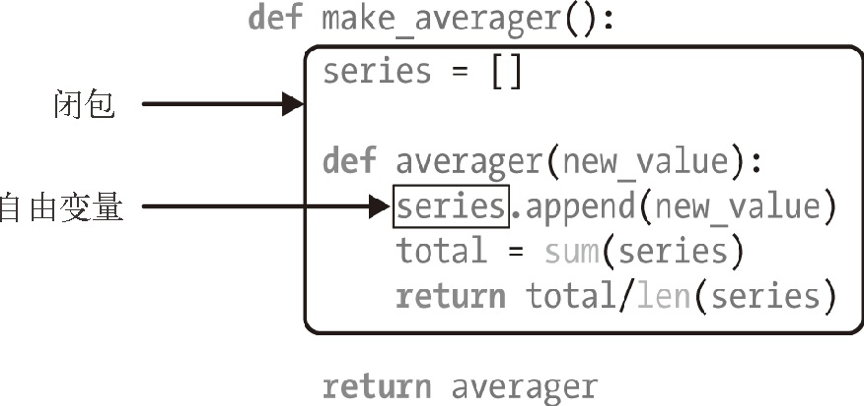 def make_averager():
series = []
闭包
def averager(new_value):
自由变量 series.append(new_value)
total = sum(series)
return total/len(series)
return averager